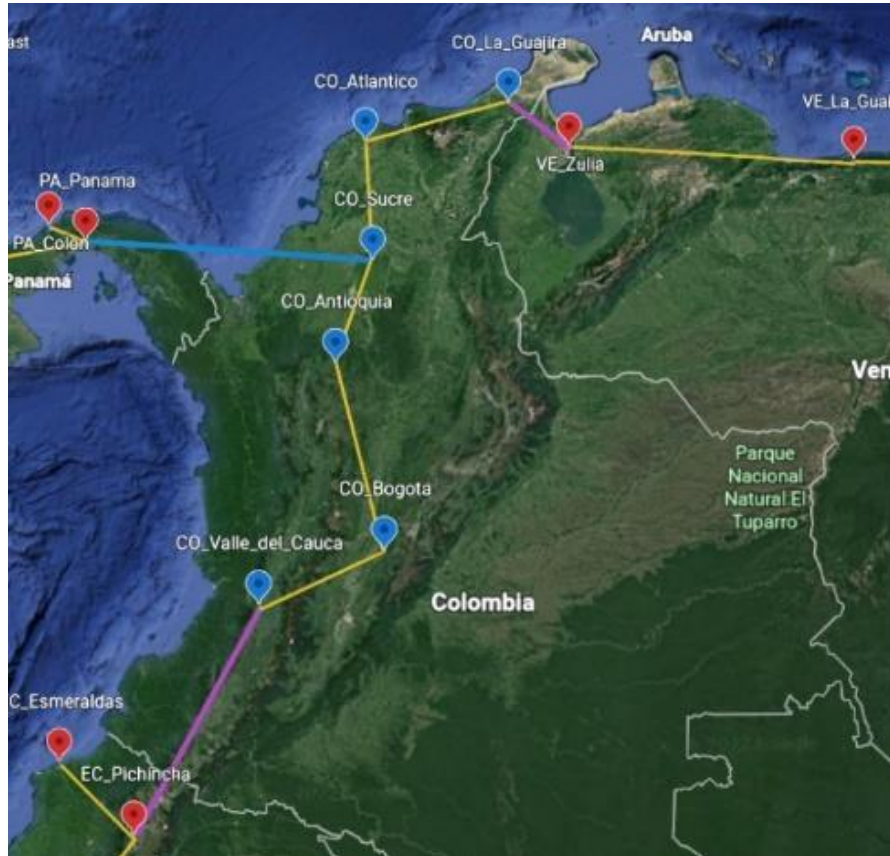 ast
CO_La_Guajira
Aruba
CO_Atlantico
VE_La_Guai
VE_Zulia
PA_Panama
CO_Sucre
PA_Colon
Panamá
CO_Antioquia
Ven
Parque
Nacional
Natural El
Tuparro
CO_Bogota
CO_Valle_del_Cauca
Colombia
C_Esmeraldas
EC_Pichincha